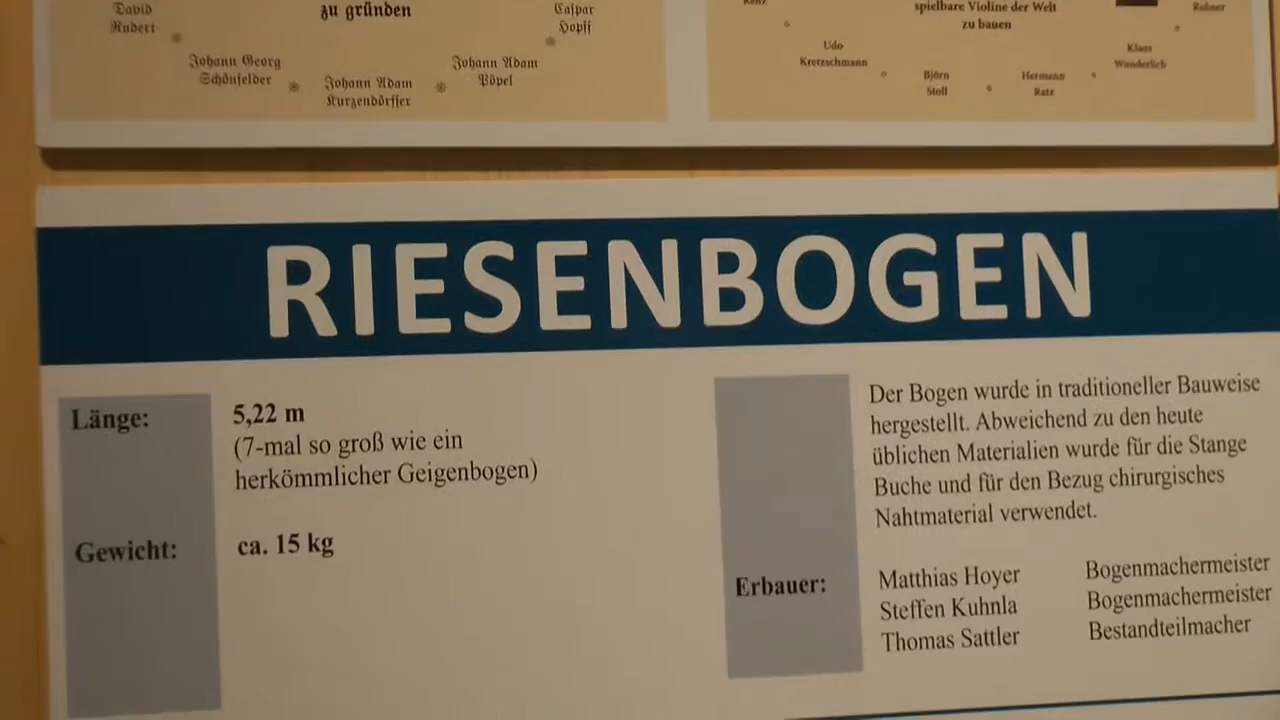 David
Rudert
zu gründen
Caſpar
Hopff
Johann Georg
Schönfelder
Johann Adam
Kurzendörffer
Johann Adam
Pöpel
spielbare Violine der Welt
zu bauen
Rohner
Udo
Kretzschmann
Björn
Stoll
Hermann
Ratz
Klaus
Wunderlich
RIESENBOGEN
Länge:
5,22 m
(7-mal so groß wie ein
herkömmlicher Geigenbogen)
Gewicht:
ca. 15 kg
Der Bogen wurde in traditioneller Bauweise
hergestellt. Abweichend zu den heute
üblichen Materialien wurde für die Stange
Buche und für den Bezug chirurgisches
Nahtmaterial verwendet.
Erbauer:
Matthias Hoyer Bogenmachermeister
Steffen Kuhnla Bogenmachermeister
Thomas Sattler Bestandteilmacher